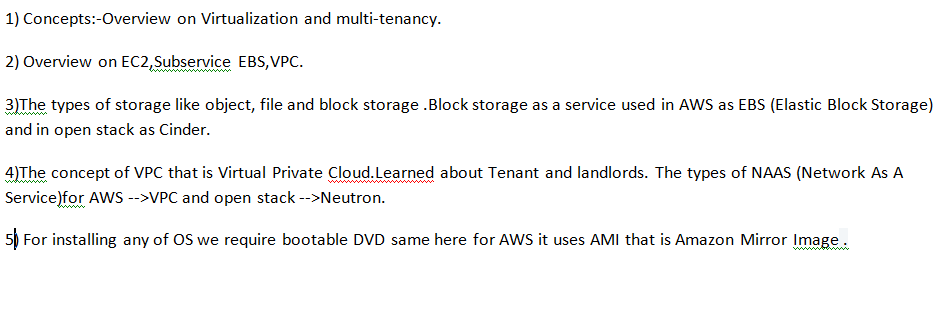 1) Concepts:-Overview on Virtualization and multi-tenancy.
2) Overview on EC2,Subservice EBS,VPC.
3)The types of storage like object, file and block storage .Block storage as a service used in AWS as EBS (Elastic Block Storage)
and in open stack as Cinder.
4)The concept of VPC that is Virtual Private Cloud.Learned about Tenant and landlords. The types of NAAS (Network As A
Service)for AWS -->VPC and open stack -->Neutron.
5) For installing any of OS we require bootable DVD same here for AWS it uses AMI that is Amazon Mirror Image .